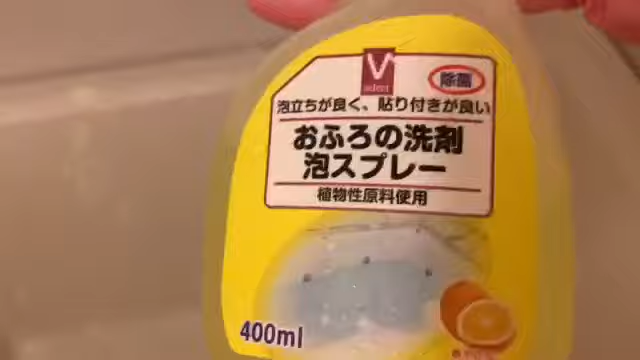 V
select
除菌
泡立ちが良く、貼り付きが良い
おふろの洗剤
泡スプレー
植物性原料使用
400ml